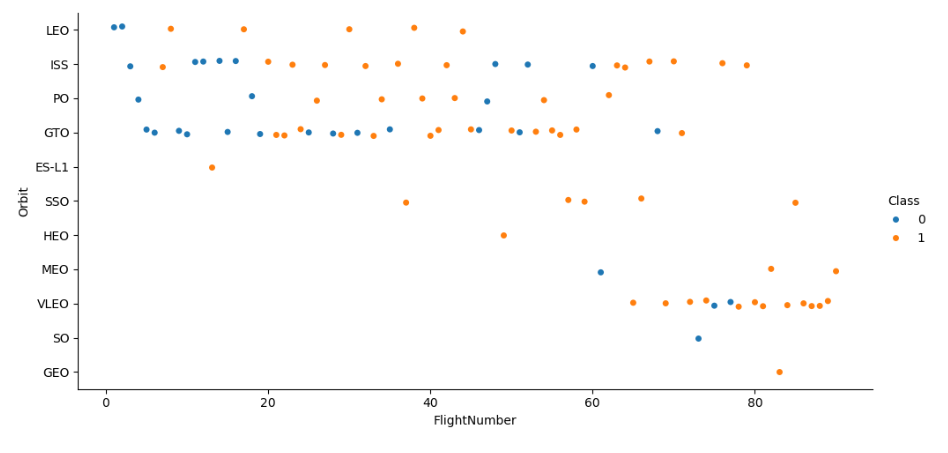 LEO
ISS
PO
GTO
ES-L1
SSO
HEO
MEO
VLEO
SO
GEO
Orbit
0 20 40 60 80
FlightNumber
Class
0
1